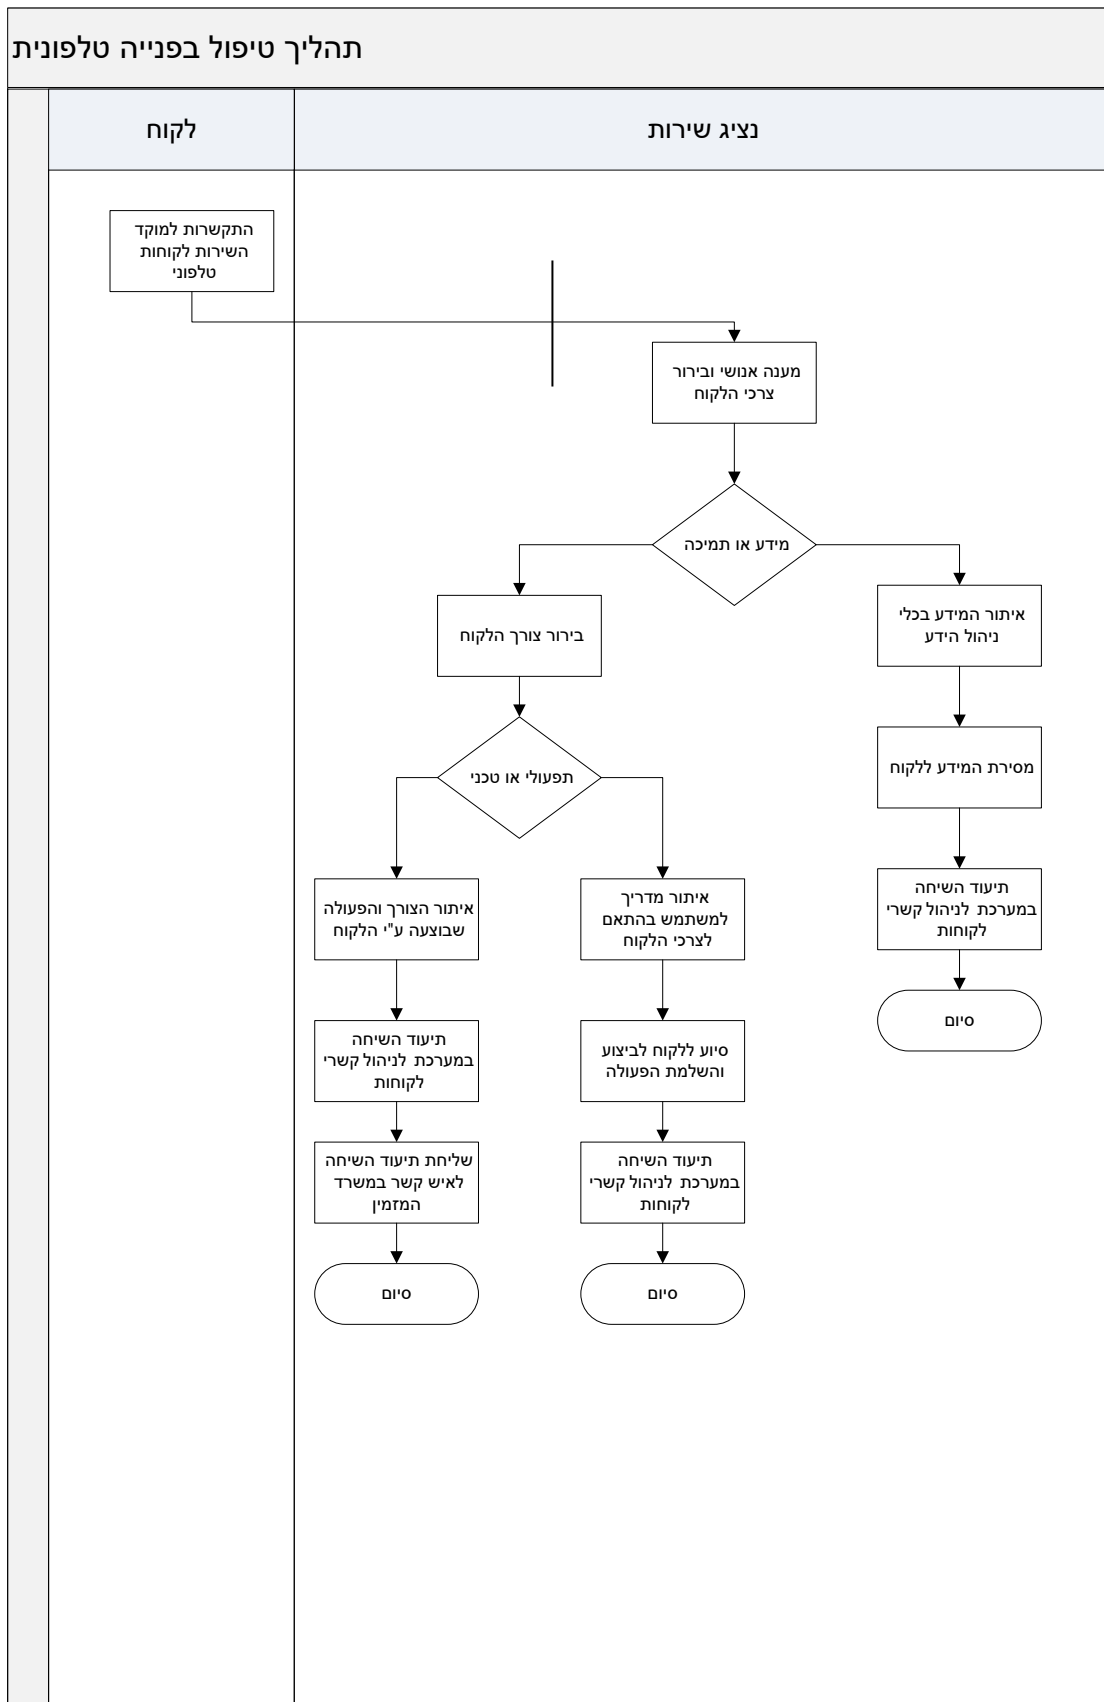 תהליך טיפול בפנייה טלפונית
לקוח
נציג שירות
התקשרות למוקד
השירות לקוחות
טלפוני
מענה אנושי ובירור
צרכי הלקוח
מידע או תמיכה
איתור המידע בכלי
ניהול הידע
מסירת המידע ללקוח
תיעוד השיחה
במערכת לניהול קשרי
לקוחות
סיום
בירור צורך הלקוח
תפעולי או טכני
איתור מדריך
למשתמש בהתאם
לצרכי הלקוח
סיוע ללקוח לביצוע
והשלמת הפעולה
תיעוד השיחה
במערכת לניהול קשרי
לקוחות
סיום
איתור הצורך והפעולה
שבוצעה ע"י הלקוח
תיעוד השיחה
במערכת לניהול קשרי
לקוחות
שליחת תיעוד השיחה
לאיש קשר במשרד
המזמין
סיום